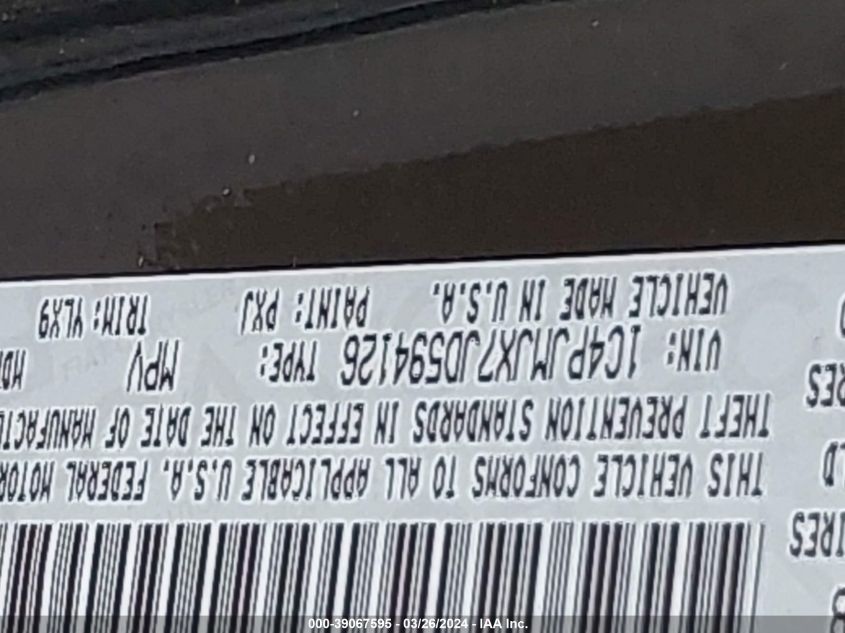 THIS VEHICLE CONFORMS TO ALL APPLICABLE U.S.A. FEDERAL MOTOR
THEFT PREVENTION STANDARDS IN EFFECT ON THE DATE OF
VIN: 1C4PJMJX7JD594126 TYPE: MPV
VEHICLE MADE IN U.S.A. PAINT: PXJ TRIM: YLX9
000-39067595 - 03/26/2024 - IAA Inc.